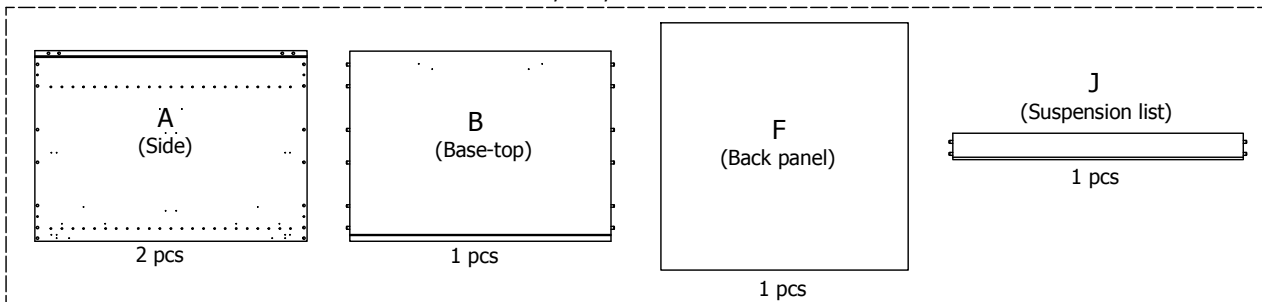 A
(Side)
2 pcs
B
(Base-top)
1 pcs
F
(Back panel)
1 pcs
J
(Suspension list)
1 pcs